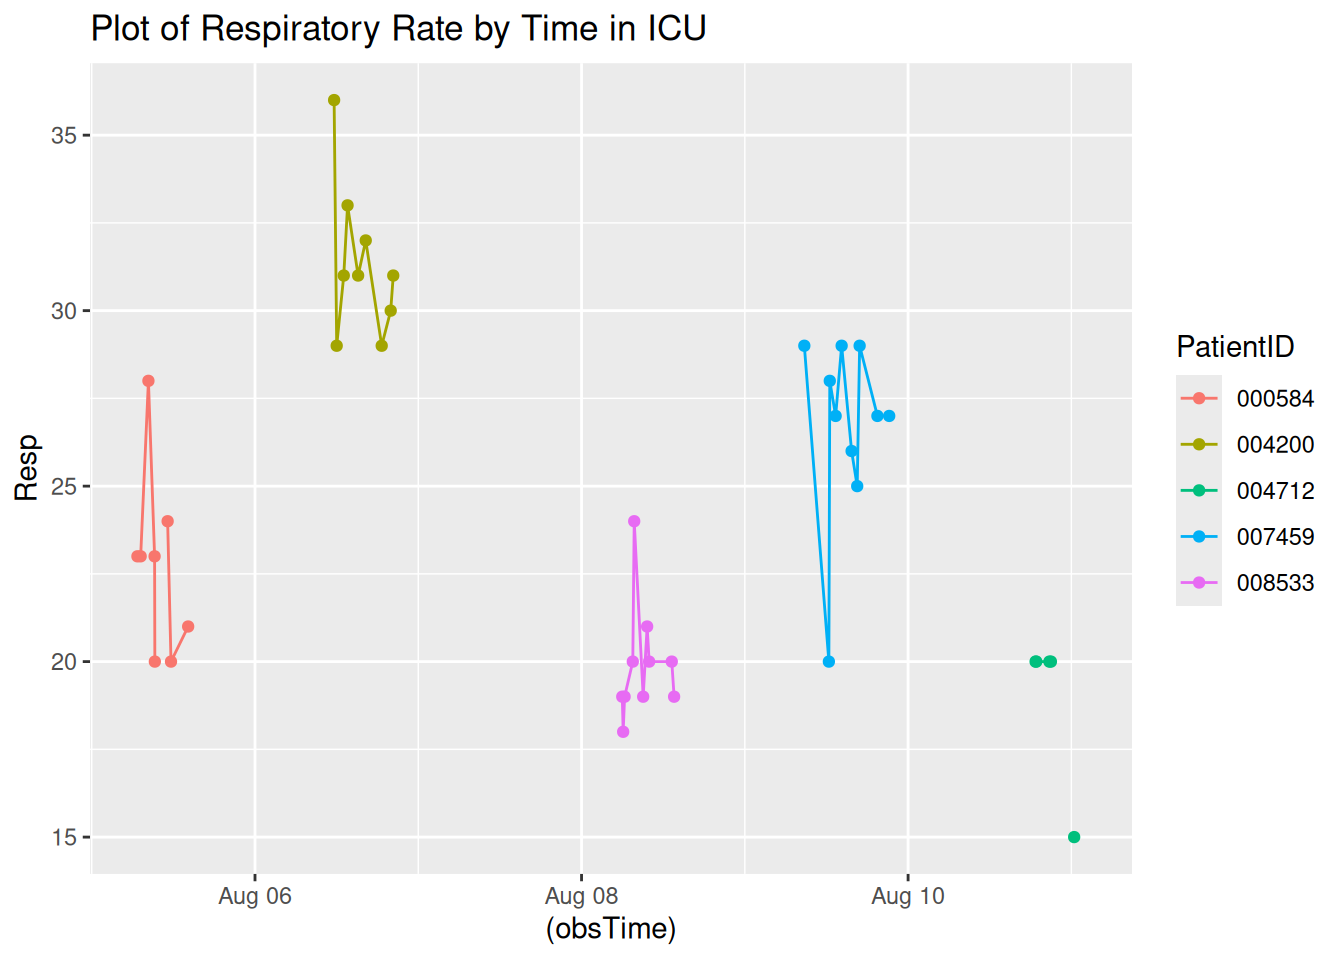 Plot of Respiratory Rate by Time in ICU
35
30
25
20
15
Resp
Aug 06
Aug 08
Aug 10
(obsTime)
PatientID
000584
004200
004712
007459
008533